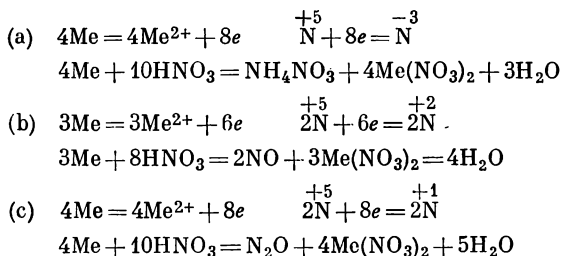 +5 −3
(a) 4Me = 4Me²⁺ + 8e N + 8e = N
4Me + 10HNO₃ = NH₄NO₃ + 4Me(NO₃)₂ + 3H₂O
+5 +2
(b) 3Me = 3Me²⁺ + 6e 2N + 6e = 2N
3Me + 8HNO₃ = 2NO + 3Me(NO₃)₂ = 4H₂O
+5 +1
(c) 4Me = 4Me²⁺ + 8e 2N + 8e = 2N
4Me + 10HNO₃ = N₂O + 4Me(NO₃)₂ + 5H₂O